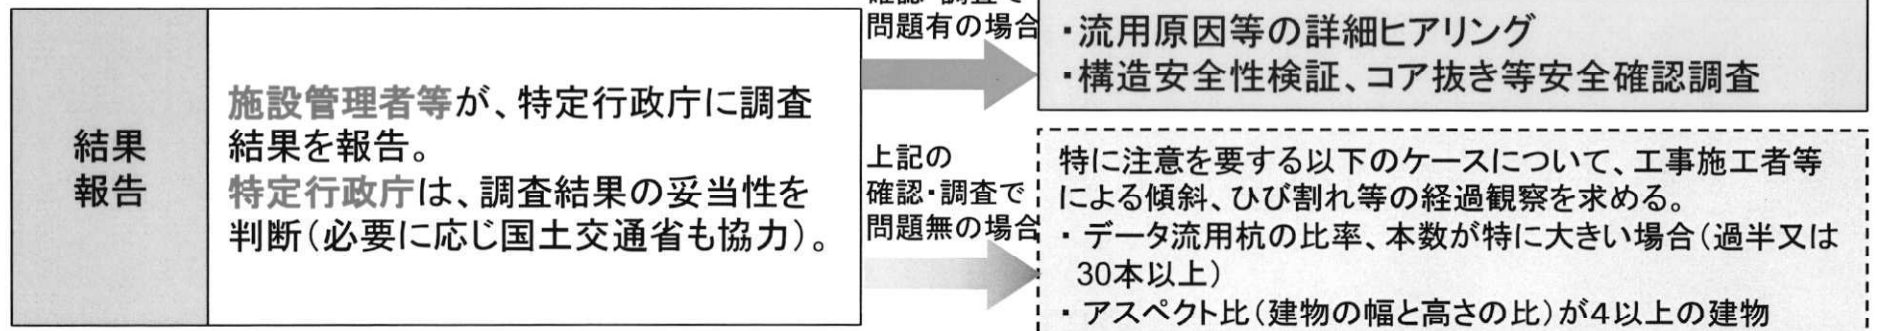 結果
報告
施設管理者等が、特定行政庁に調査
結果を報告。
特定行政庁は、調査結果の妥当性を
判断(必要に応じ国土交通省も協力)。
確認・調査で
問題有の場合
・流用原因等の詳細ヒアリング
・構造安全性検証、コア抜き等安全確認調査
上記の
確認・調査で
問題無の場合
特に注意を要する以下のケースについて、工事施工者等
による傾斜、ひび割れ等の経過観察を求める。
・データ流用杭の比率、本数が特に大きい場合(過半又は
30本以上)
・アスペクト比(建物の幅と高さの比)が4以上の建物